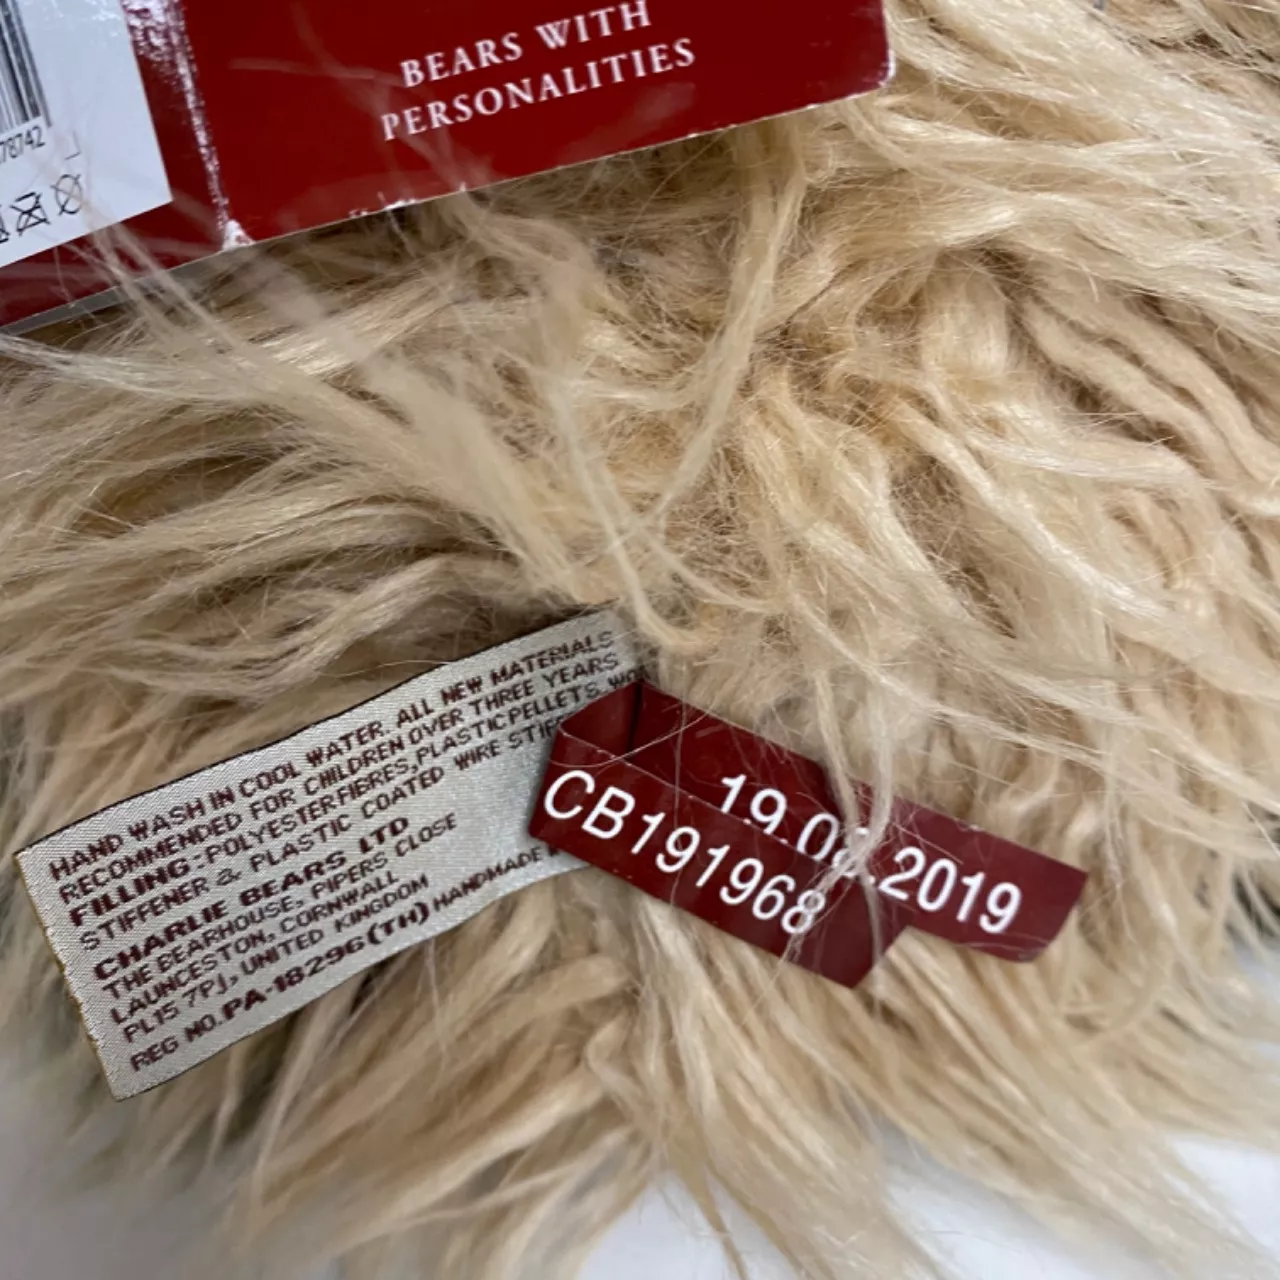 BEARS WITH
PERSONALITIES
78742
HAND WASH IN COOL WATER. ALL NEW MATERIALS
RECOMMENDED FOR CHILDREN OVER THREE YEARS
FILLING:-POLYESTER FIBRES, PLASTIC PELLETS,
STIFFENER & PLASTIC COATED WIRE
CHARLIE BEARS LTD
THE BEARHOUSE, PIPERS CLOSE
LAUNCESTON, CORNWALL
PL15 7PJ, UNITED KINGDOM
REG NO.PA-18296(TH) HANDMADE
2019
CB191968